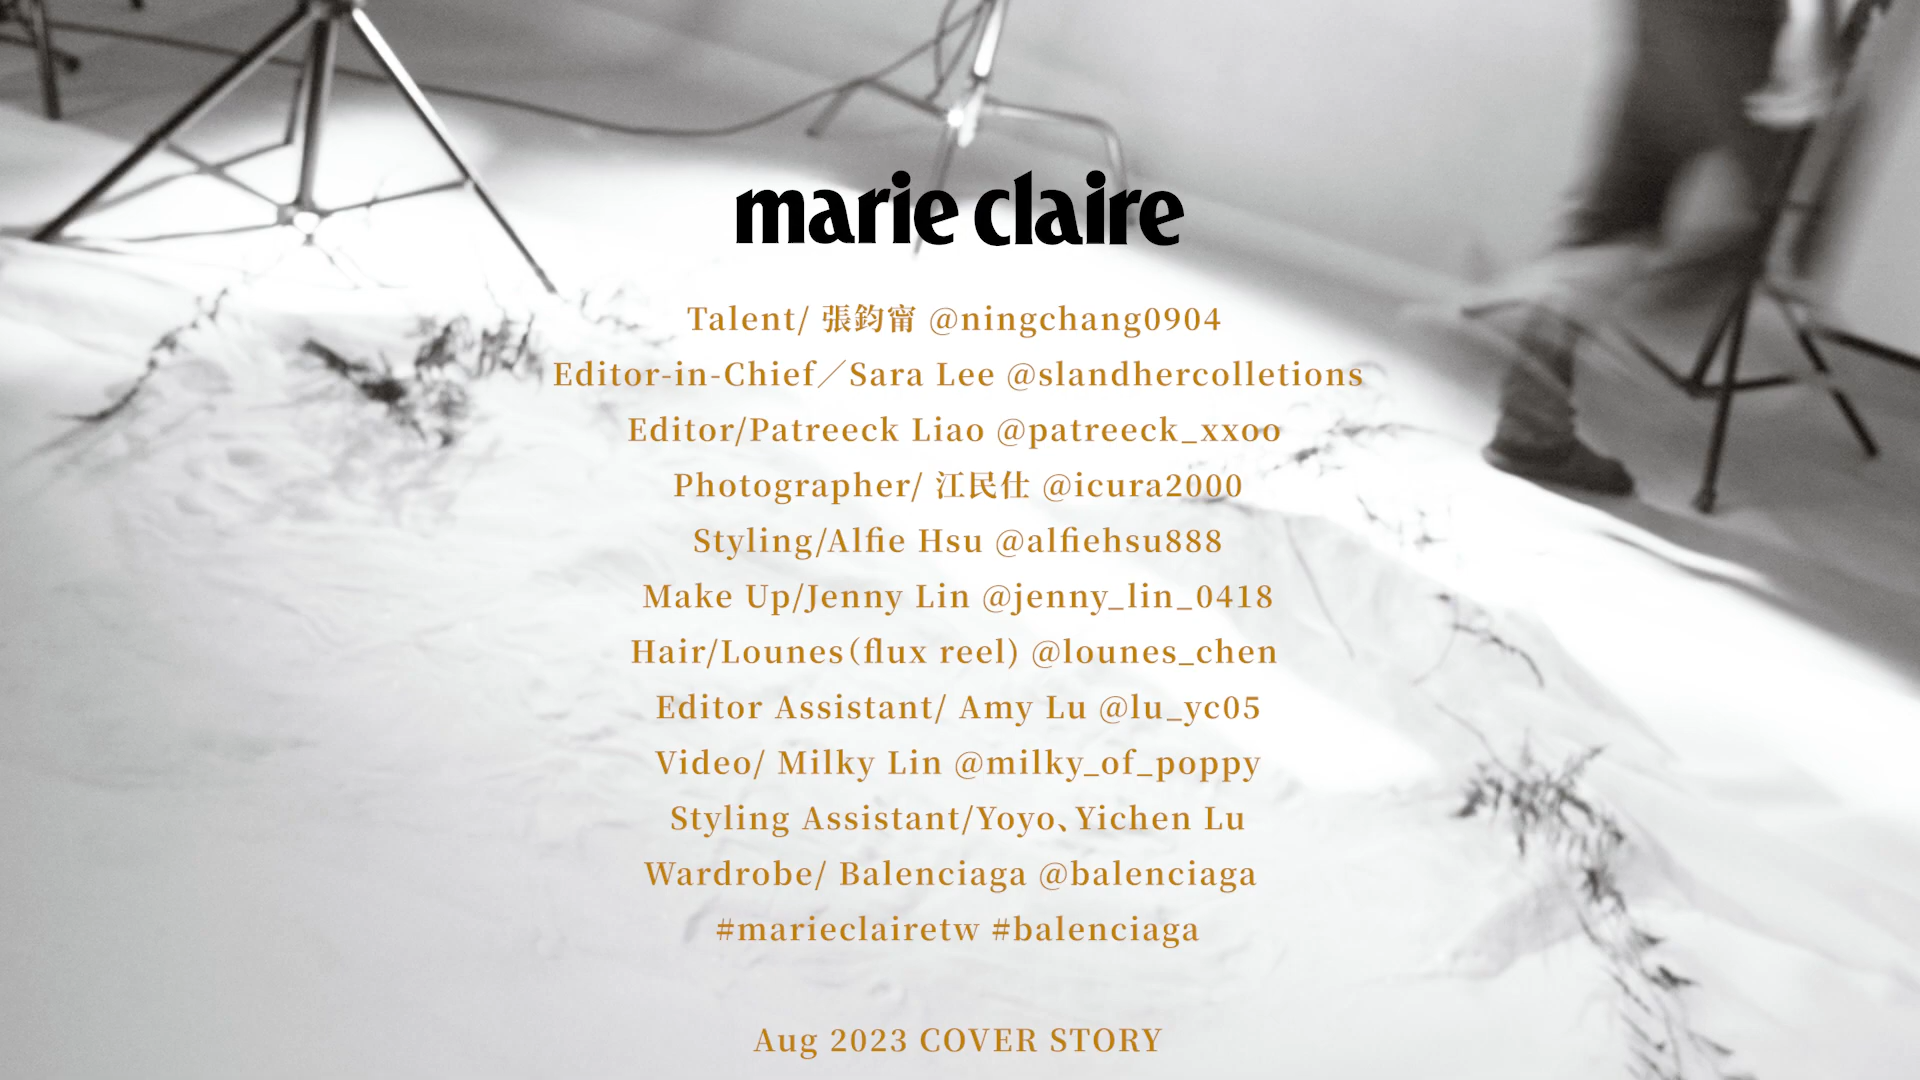 marie claire
Talent/ 張鈞甯 @ningchang0904
Editor-in-Chief／Sara Lee @slandhercolletions
Editor/Patreeck Liao @patreeck_xxoo
Photographer/ 江民仕 @icura2000
Styling/Alfie Hsu @alfiehsu888
Make Up/Jenny Lin @jenny_lin_0418
Hair/Lounes（flux reel) @lounes_chen
Editor Assistant/ Amy Lu @lu_yc05
Video/ Milky Lin @milky_of_poppy
Styling Assistant/Yoyo、Yichen Lu
Wardrobe/ Balenciaga @balenciaga
#marieclairetw #balenciaga
Aug 2023 COVER STORY